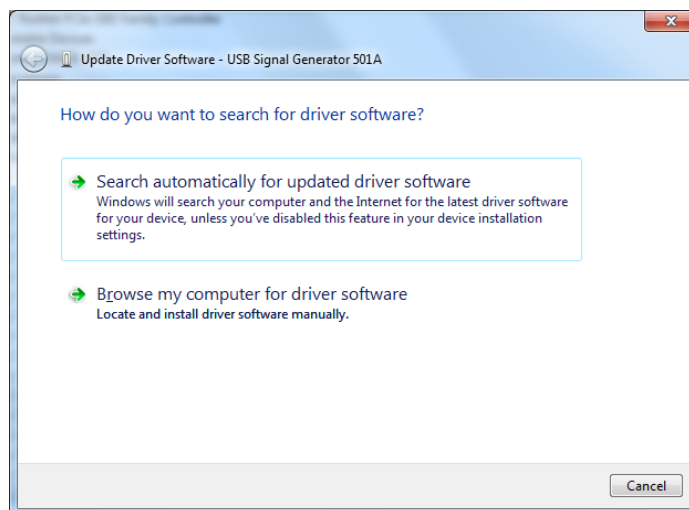 Update Driver Software - USB Signal Generator 501A
How do you want to search for driver software?
Search automatically for updated driver software
Windows will search your computer and the Internet for the latest driver software
for your device, unless you've disabled this feature in your device installation
settings.
Browse my computer for driver software
Locate and install driver software manually.
Cancel